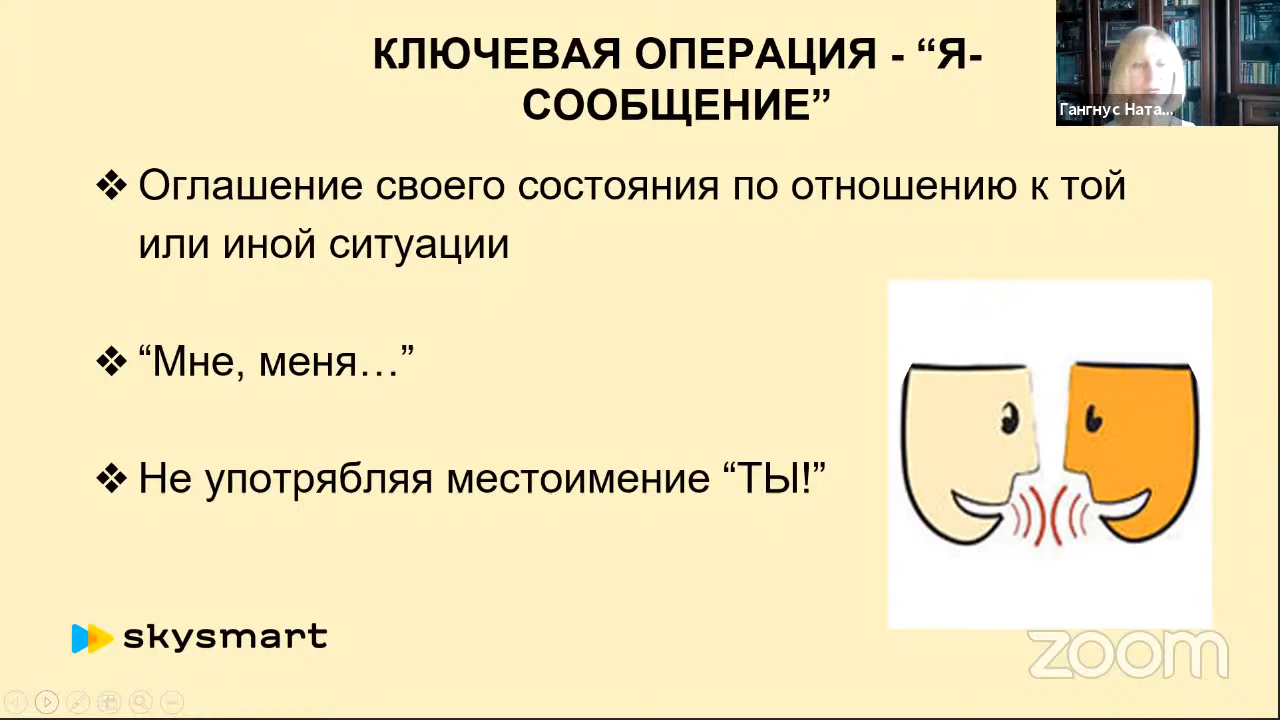 КЛЮЧЕВАЯ ОПЕРАЦИЯ - “Я-
СООБЩЕНИЕ”
Гангнус Ната...
❖ Оглашение своего состояния по отношению к той
или иной ситуации
❖ “Мне, меня…”
❖ Не употрябляя местоимение “ТЫ!”
skysmart
zoom